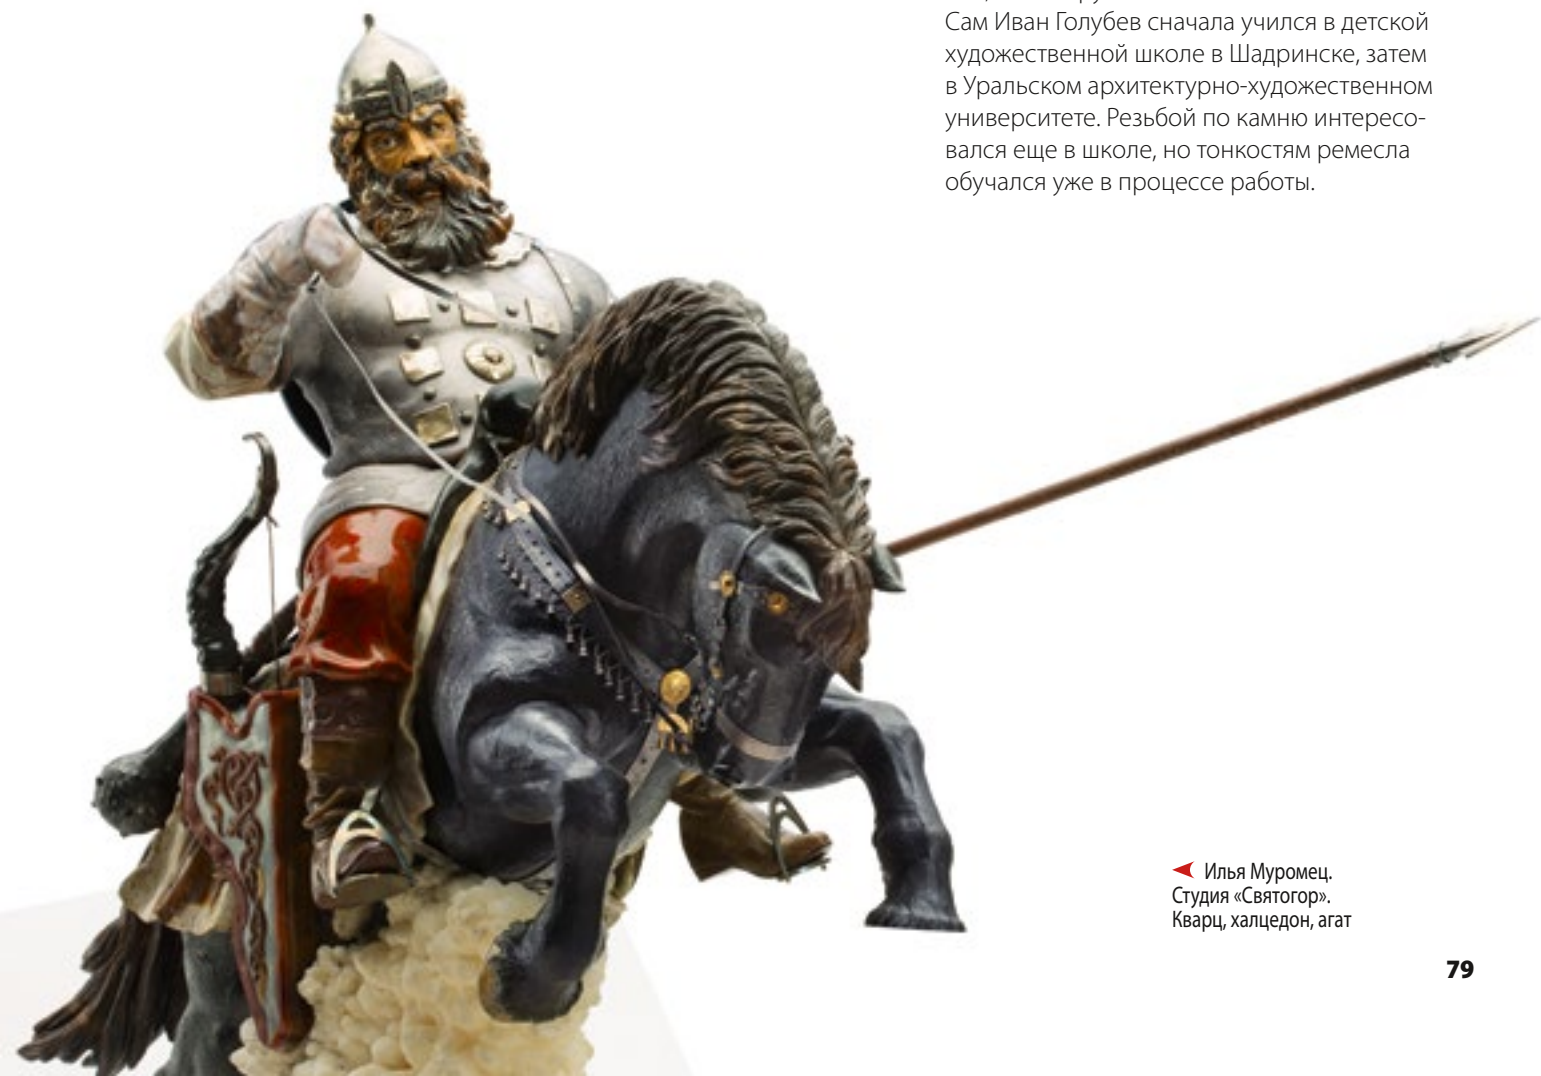 Сам Иван Голубев сначала учился в детской
художественной школе в Шадринске, затем
в Уральском архитектурно-художественном
университете. Резьбой по камню интересо-
вался еще в школе, но тонкостям ремесла
обучался уже в процессе работы.
Илья Муромец.
Студия «Святогор».
Кварц, халцедон, агат
79